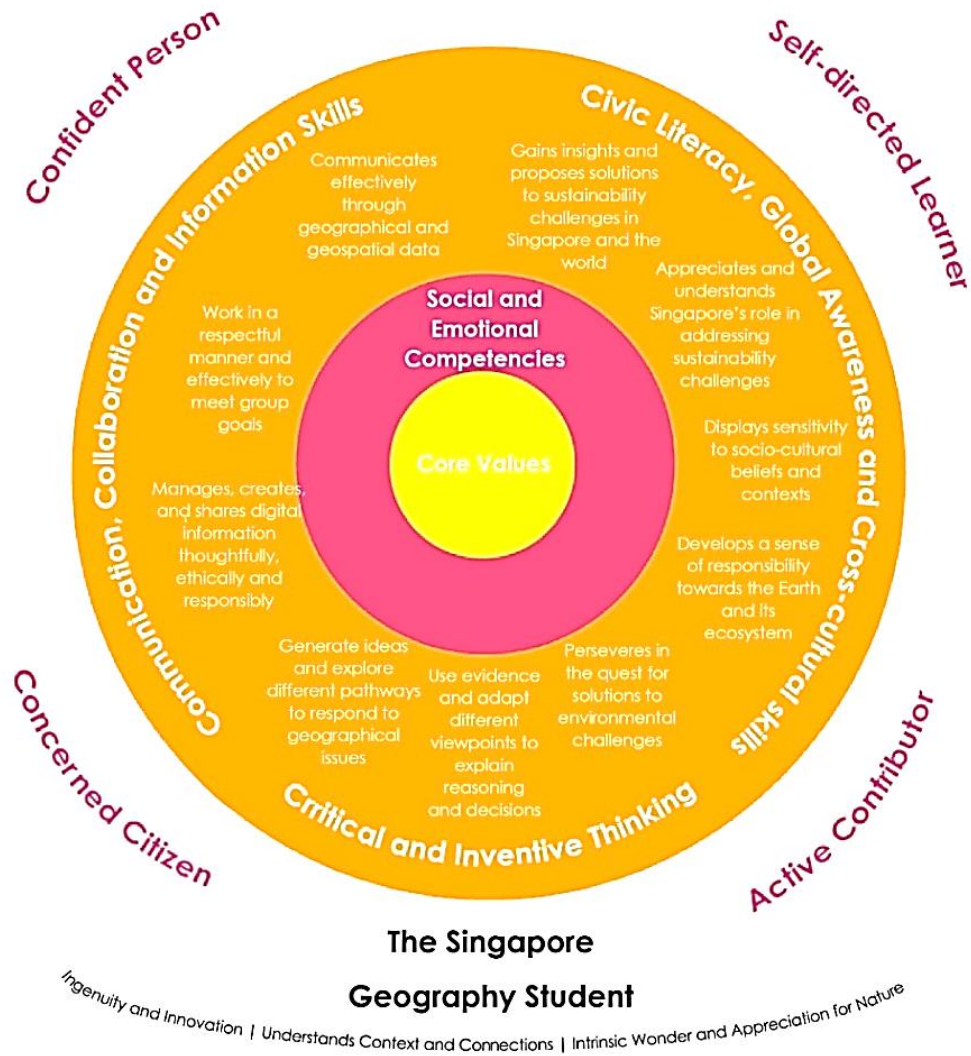 Confident Person
Self-directed Learner
Communication, Collaboration and Information Skills
Civic Literacy, Global Awareness and Cross-cultural skills
Communicates
effectively
through
geographical and
geospatial data
Gains insights and
proposes solutions
to sustainability
challenges in
Singapore and the
world
Work in a
respectful
manner and
effectively to
meet group
goals
Social and
Emotional
Competencies
Appreciates and
understands
Singapore's role in
addressing
sustainability
challenges
Core Values
Displays sensitivity
to socio-cultural
beliefs and
contexts
Manages, creates,
and shares digital
information
thoughtfully,
ethically and
responsibly
Develops a sense
of responsibility
towards the Earth
and its
ecosystem
Generate ideas
and explore
different pathways
to respond to
geographical
issues
Use evidence
and adapt
different
viewpoints to
explain
reasoning
and decisions
Perseveres in
the quest for
solutions to
environmental
challenges
Crritical and Inventive Thinking
Concerned Citizen
Active Contributor
The Singapore
Geography Student
Ingenuity and Innovation | Understands Context and Connections | Intrinsic Wonder and Appreciation for Nature